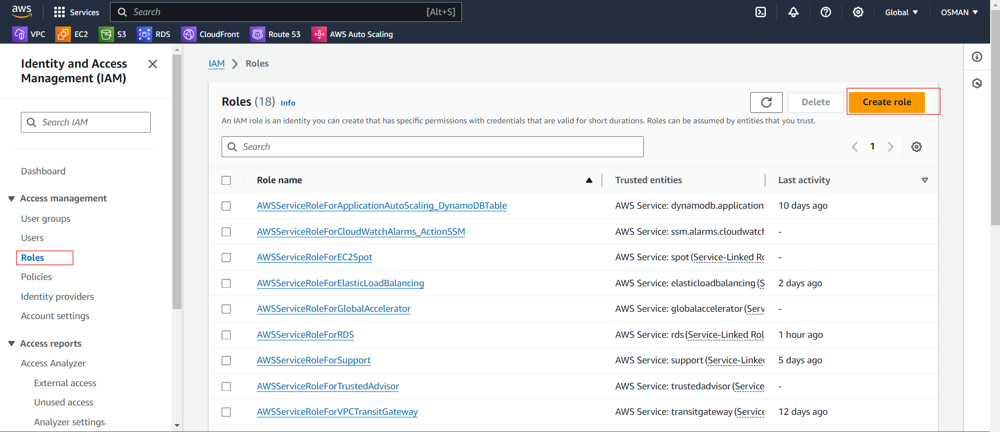 aws
Services
Search
[Alt+S]
Global
OSMAN
VPC
EC2
S3
RDS
CloudFront
Route 53
AWS Auto Scaling
Identity and Access
Management (IAM)
Search IAM
Dashboard
Access management
User groups
Users
Roles
Policies
Identity providers
Account settings
Access reports
Access Analyzer
External access
Unused access
Analyzer settings
IAM > Roles
Roles (18) Info
Delete
Create role
An IAM role is an identity you can create that has specific permissions with credentials that are valid for short durations. Roles can be assumed by entities that you trust.
Search
1
Role name Trusted entities Last activity
AWSServiceRoleForApplicationAutoScaling_DynamoDBTable AWS Service: dynamodb.application 10 days ago
AWSServiceRoleForCloudWatchAlarms_ActionSSM AWS Service: ssm.alarms.cloudwatch -
AWSServiceRoleForEC2Spot AWS Service: spot (Service-Linked Ro -
AWSServiceRoleForElasticLoadBalancing AWS Service: elasticloadbalancing (S 2 days ago
AWSServiceRoleForGlobalAccelerator AWS Service: globalaccelerator (Serv -
AWSServiceRoleForRDS AWS Service: rds (Service-Linked Rol 1 hour ago
AWSServiceRoleForSupport AWS Service: support (Service-Linked 5 days ago
AWSServiceRoleForTrustedAdvisor AWS Service: trustedadvisor (Service -
AWSServiceRoleForVPCTransitGateway AWS Service: transitgateway (Service 12 days ago